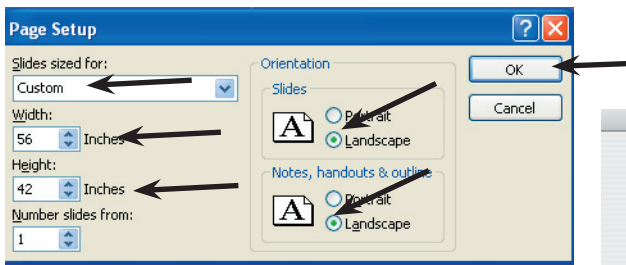 Page Setup
Slides sized for:
Custom
Width:
56 Inches
Height:
42 Inches
Number slides from:
1
Orientation
Slides
A
Portrait
Landscape
Notes, handouts & outline
A
Portrait
Landscape
OK
Cancel